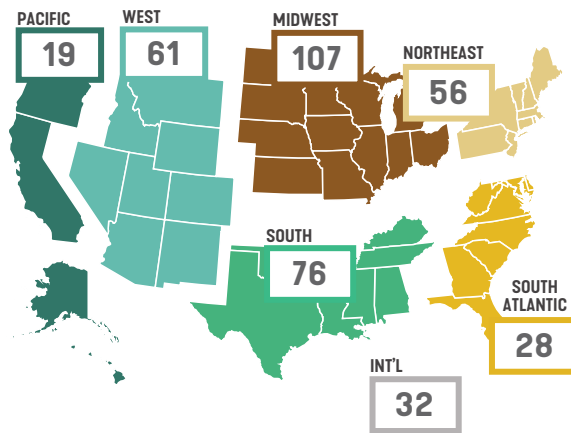 PACIFIC
19
WEST
61
MIDWEST
107
NORTHEAST
56
SOUTH
76
SOUTH
ATLANTIC
28
INT'L
32